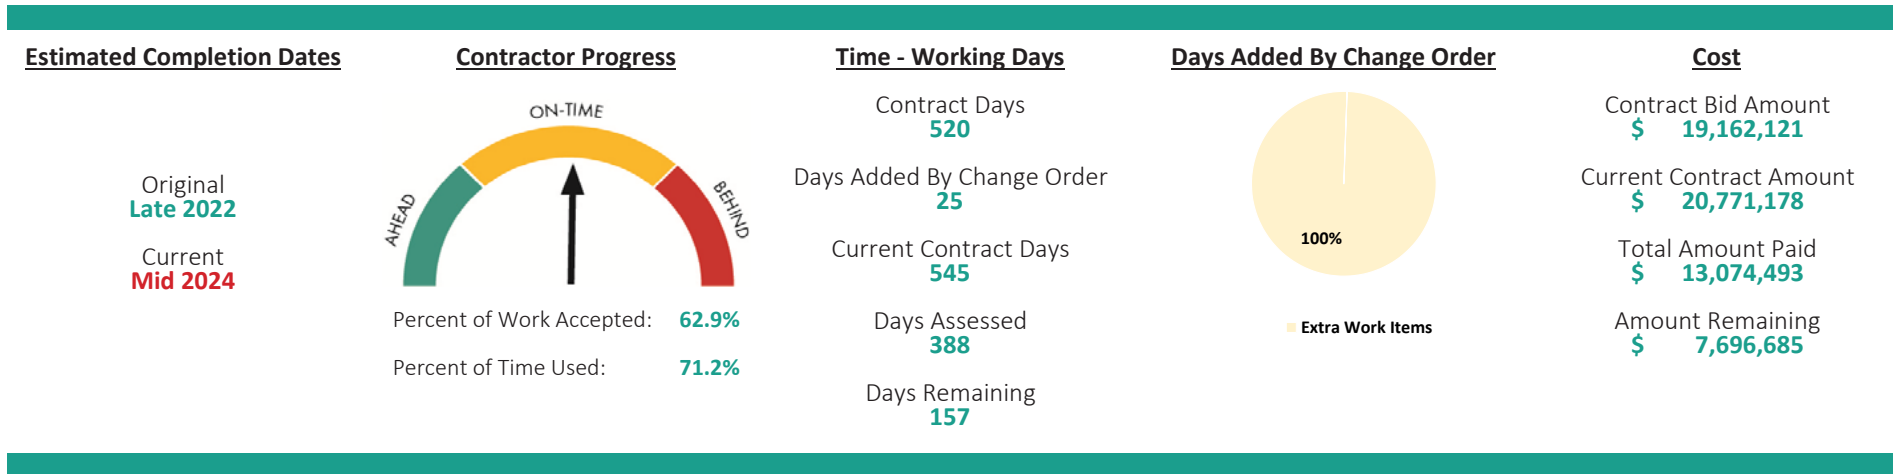 Estimated Completion Dates
Original
Late 2022
Current
Mid 2024
Contractor Progress
ON-TIME
AHEAD
BEHIND
Percent of Work Accepted: 62.9%
Percent of Time Used: 71.2%
Time - Working Days
Contract Days
520
Days Added By Change Order
25
Current Contract Days
545
Days Assessed
388
Days Remaining
157
Days Added By Change Order
100%
Extra Work Items
Cost
Contract Bid Amount
$ 19,162,121
Current Contract Amount
$ 20,771,178
Total Amount Paid
$ 13,074,493
Amount Remaining
$ 7,696,685